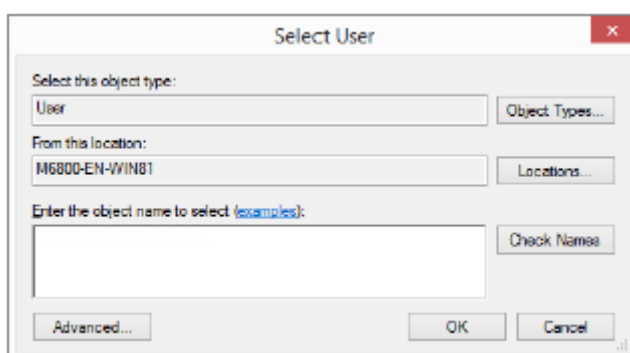 Select User
Select this object type:
User
Object Types...
From this location:
M6800-EN-WIN81
Locations...
Enter the object name to select (examples):
Check Names
Advanced...
OK
Cancel